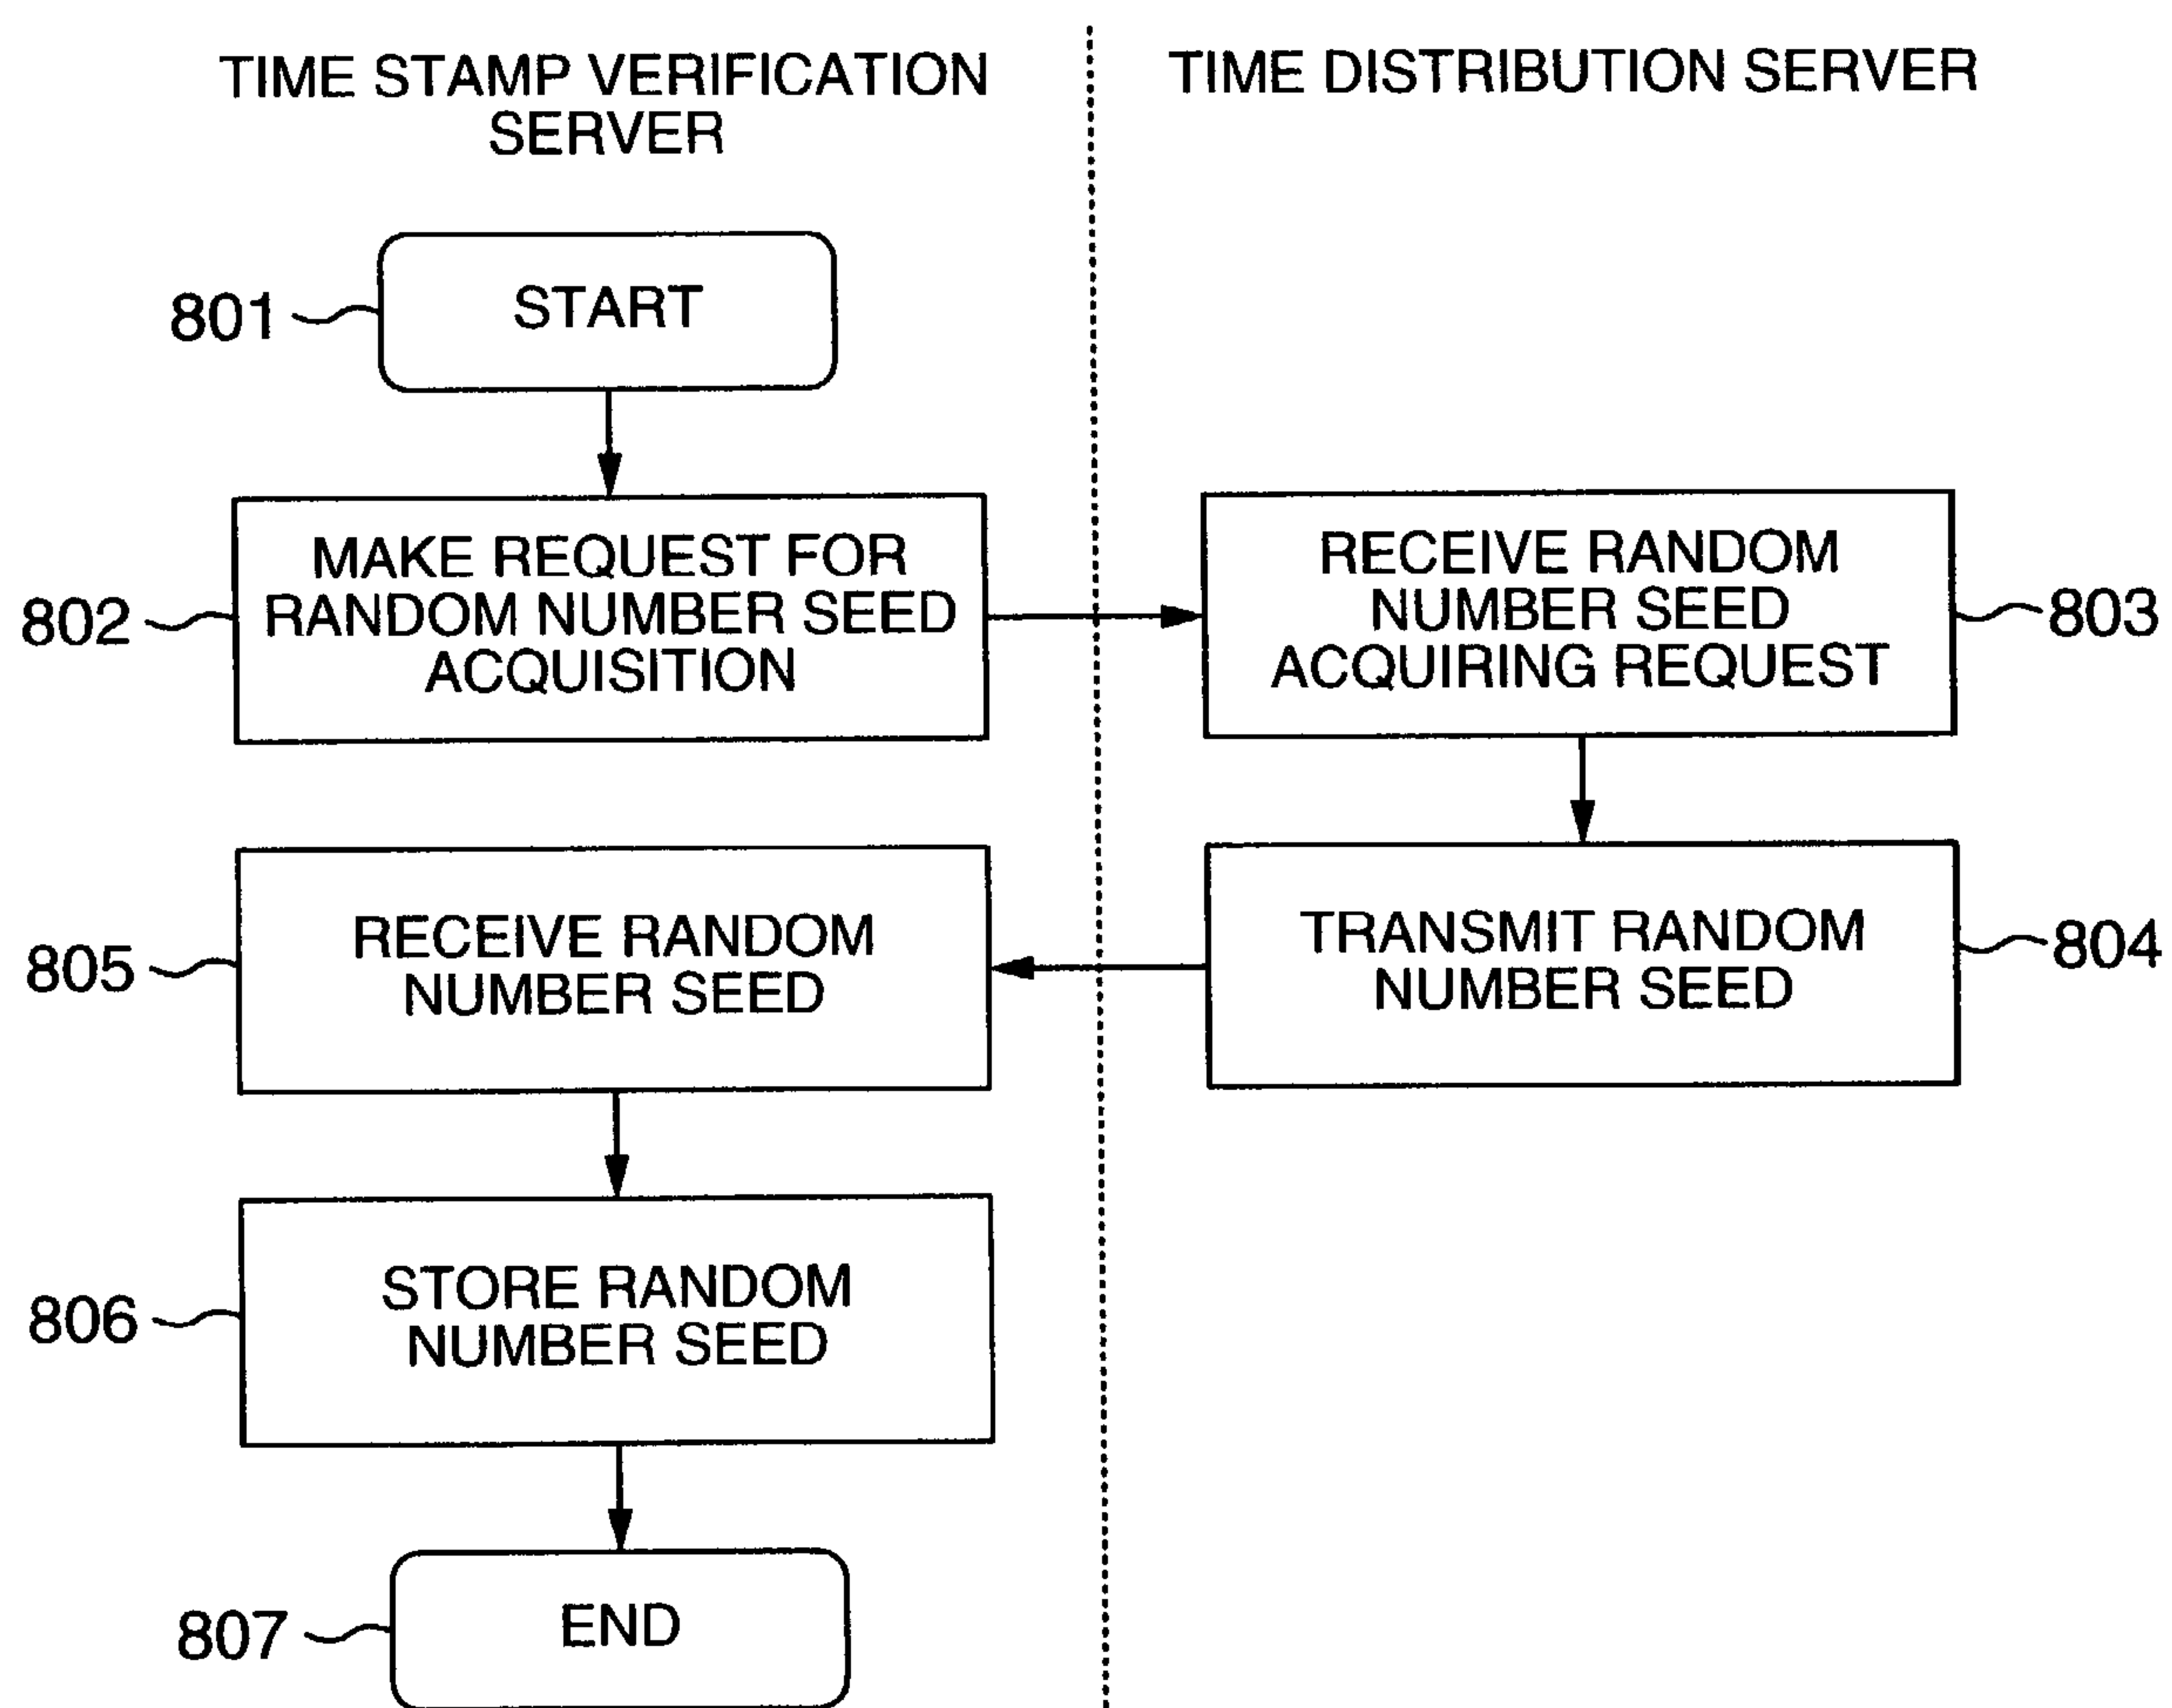 TIME STAMP VERIFICATION
SERVER
TIME DISTRIBUTION SERVER
801
START
802
MAKE REQUEST FOR
RANDOM NUMBER SEED
ACQUISITION
RECEIVE RANDOM
NUMBER SEED
ACQUIRING REQUEST
803
805
RECEIVE RANDOM
NUMBER SEED
TRANSMIT RANDOM
NUMBER SEED
804
806
STORE RANDOM
NUMBER SEED
807
END